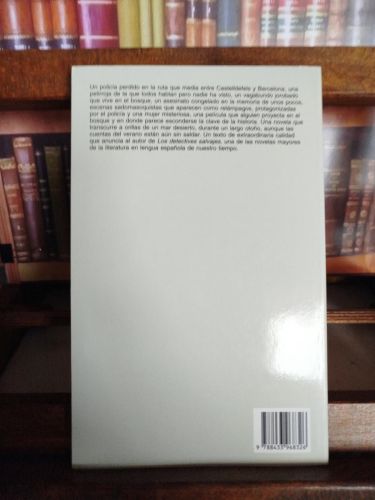 Un policía perdido en la ruta que media entre Castelldefels y Barcelona, una
pelirroja de la que todos hablan pero nadie ha visto, un vagabundo jorobado
que vive en el bosque, un asesinato congelado en la memoria de unos pocos,
escenas sadomasoquistas que aparecen como relámpagos, protagonizadas
por el policía y una mujer misteriosa, una película que alguien proyecta en el
bosque y en donde parece esconderse la clave de la historia. Una novela que
transcurre a orillas de un mar desierto, durante un largo otoño, aunque las
cuentas del verano están aún sin saldar. Un texto de extraordinaria calidad
que anuncia al autor de Los detectives salvajes, una de las novelas mayores
de la literatura en lengua española de nuestro tiempo.
9 788433 968326